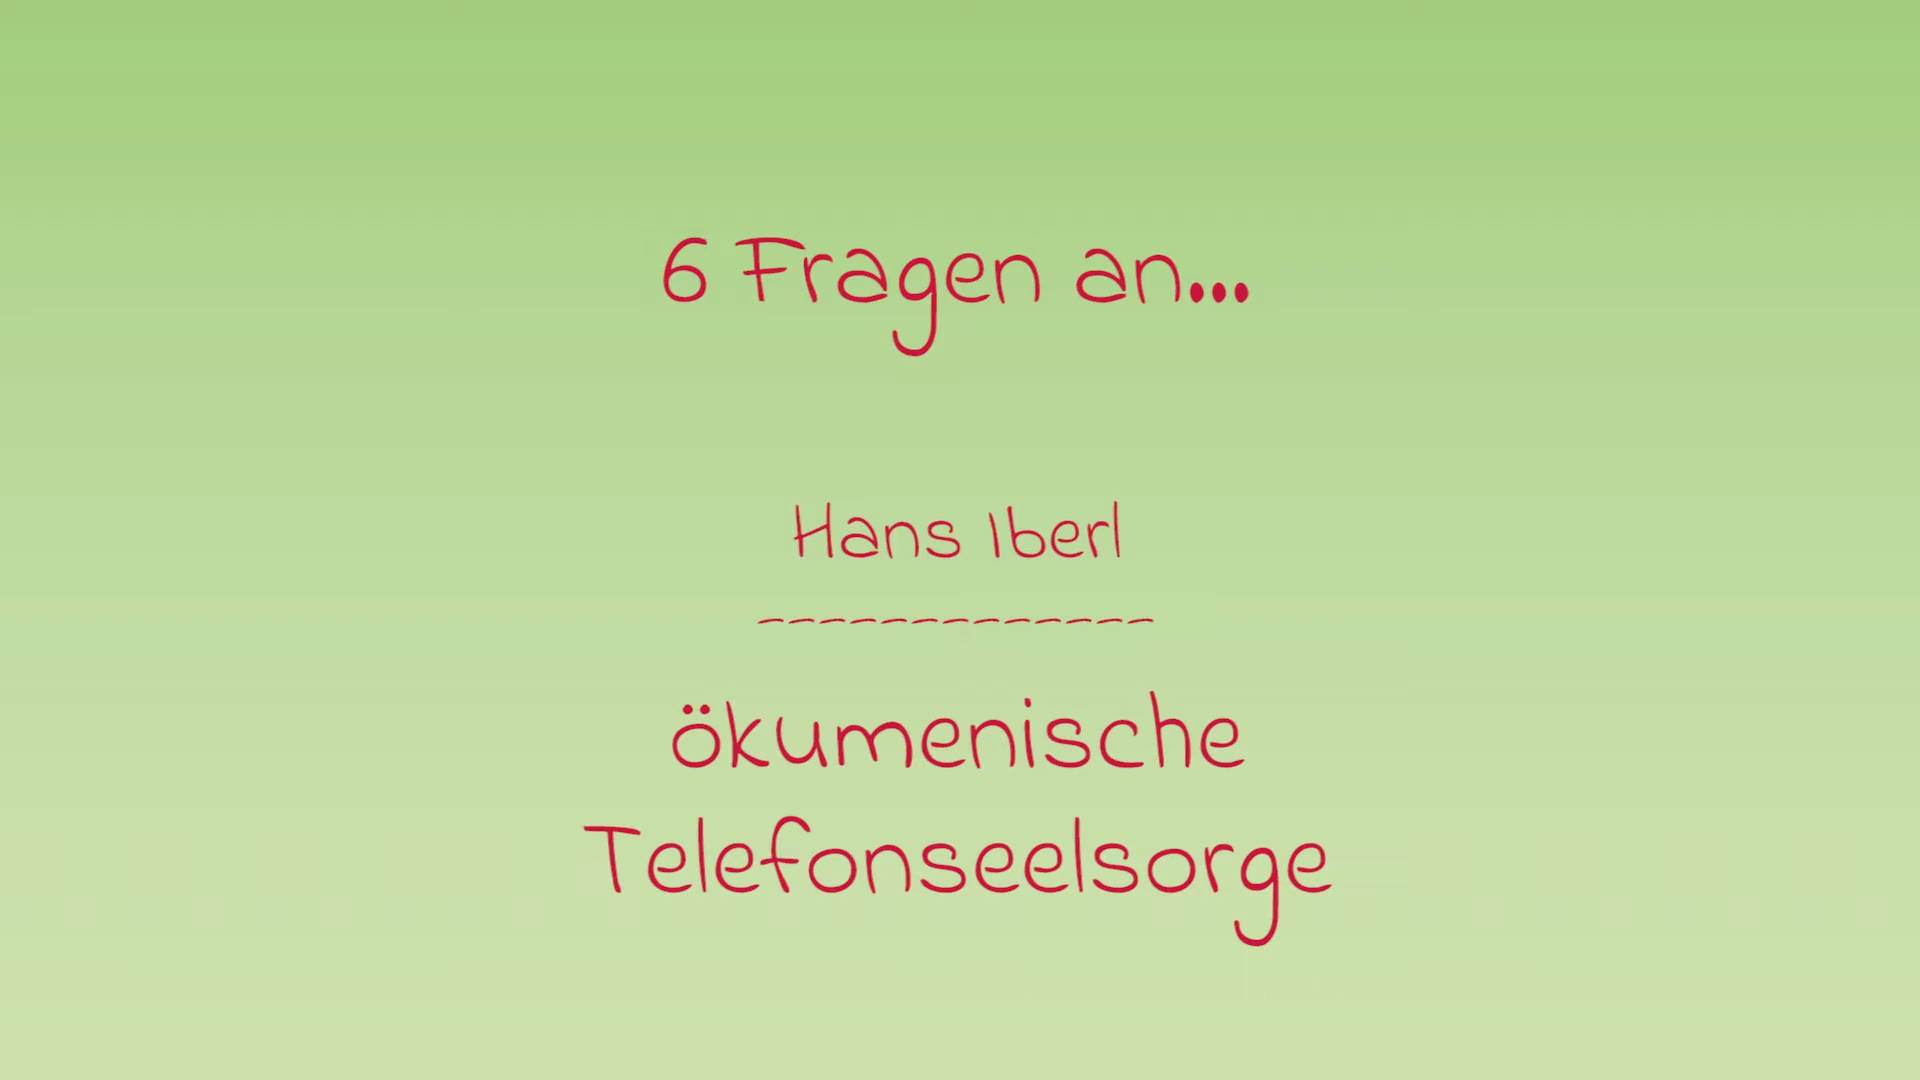 6 Fragen an...
Hans Iberl
-------------
ökumenische
Telefonseelsorge